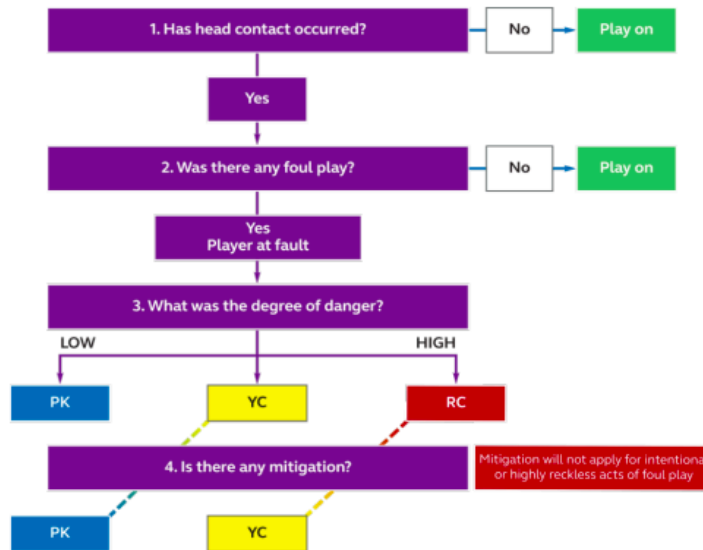 1. Has head contact occurred?
No
Play on
Yes
2. Was there any foul play?
No
Play on
Yes
Player at fault
3. What was the degree of danger?
LOW
HIGH
PK
YC
RC
4. Is there any mitigation?
Mitigation will not apply for intentiona
or highly reckless acts of foul play
PK
YC